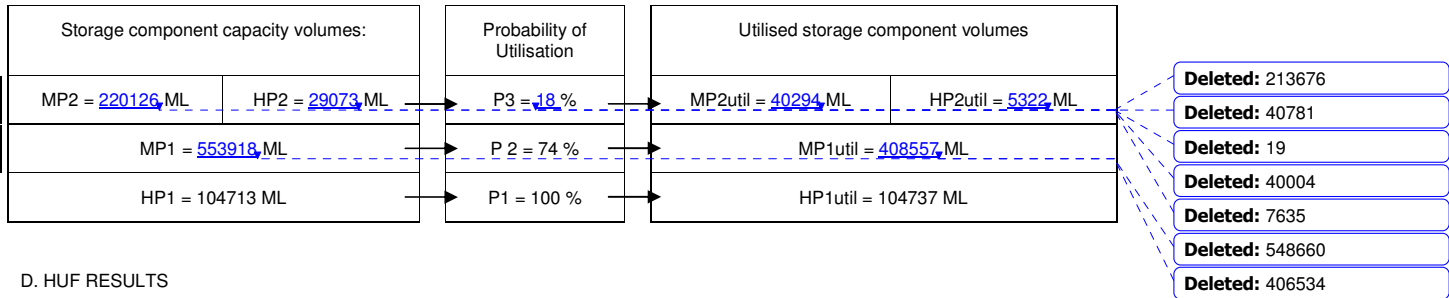 Storage component capacity volumes:
Probability of
Utilisation
Utilised storage component volumes
MP2 = 220126 ML
HP2 = 29073 ML
P3 = 18 %
MP2util = 40294 ML
HP2util = 5322 ML
MP1 = 553918 ML
P 2 = 74 %
MP1util = 408557 ML
HP1 = 104713 ML
P1 = 100 %
HP1util = 104737 ML
Deleted: 213676
Deleted: 40781
Deleted: 19
Deleted: 40004
Deleted: 7635
Deleted: 548660
Deleted: 406534
D. HUF RESULTS